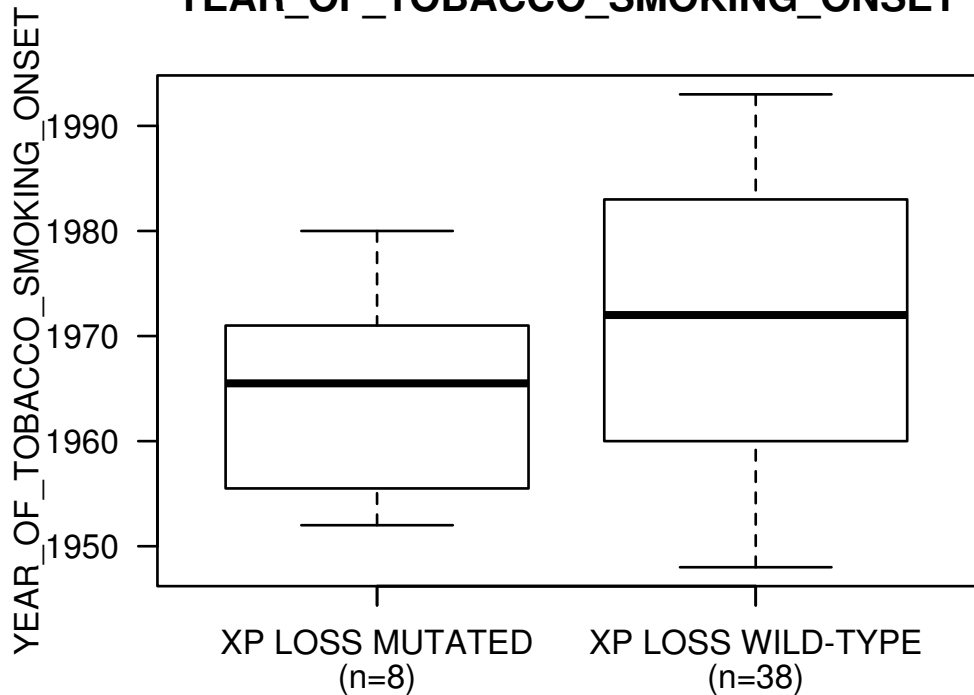 YEAR_OF_TOBACCO_SMOKING_ONSET
YEAR_OF_TOBACCO_SMOKING_ONSET
1990
1980
1970
1960
1950
XP LOSS MUTATED
(n=8)
XP LOSS WILD-TYPE
(n=38)